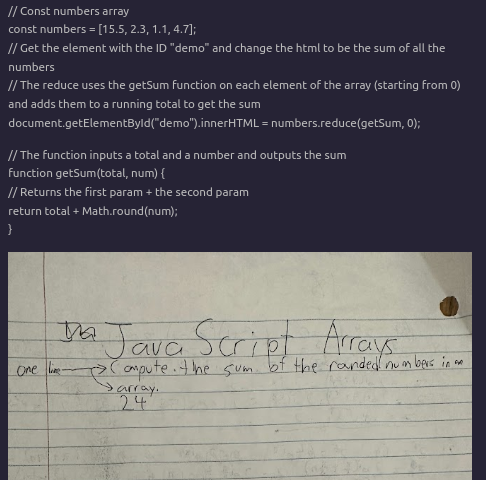 // Const numbers array
const numbers = [15.5, 2.3, 1.1, 4.7];
// Get the element with the ID "demo" and change the html to be the sum of all the
numbers
// The reduce uses the getSum function on each element of the array (starting from 0)
and adds them to a running total to get the sum
document.getElementById("demo").innerHTML = numbers.reduce(getSum, 0);
// The function inputs a total and a number and outputs the sum
function getSum(total, num) {
// Returns the first param + the second param
return total + Math.round(num);
}
Java Script Arrays
one line Compute the sum of the rounded numbers in an
array.
24